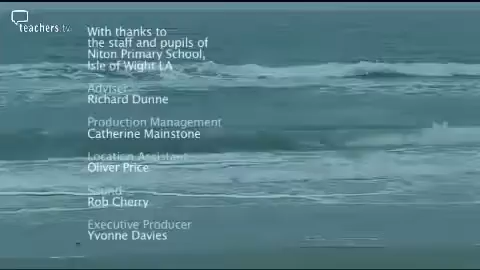 teachers.tv
With thanks to
the staff and pupils of
Niton Primary School,
Isle of Wight LA
Adviser
Richard Dunne
Production Management
Catherine Mainstone
Location Assistant
Oliver Price
Sound
Rob Cherry
Executive Producer
Yvonne Davies